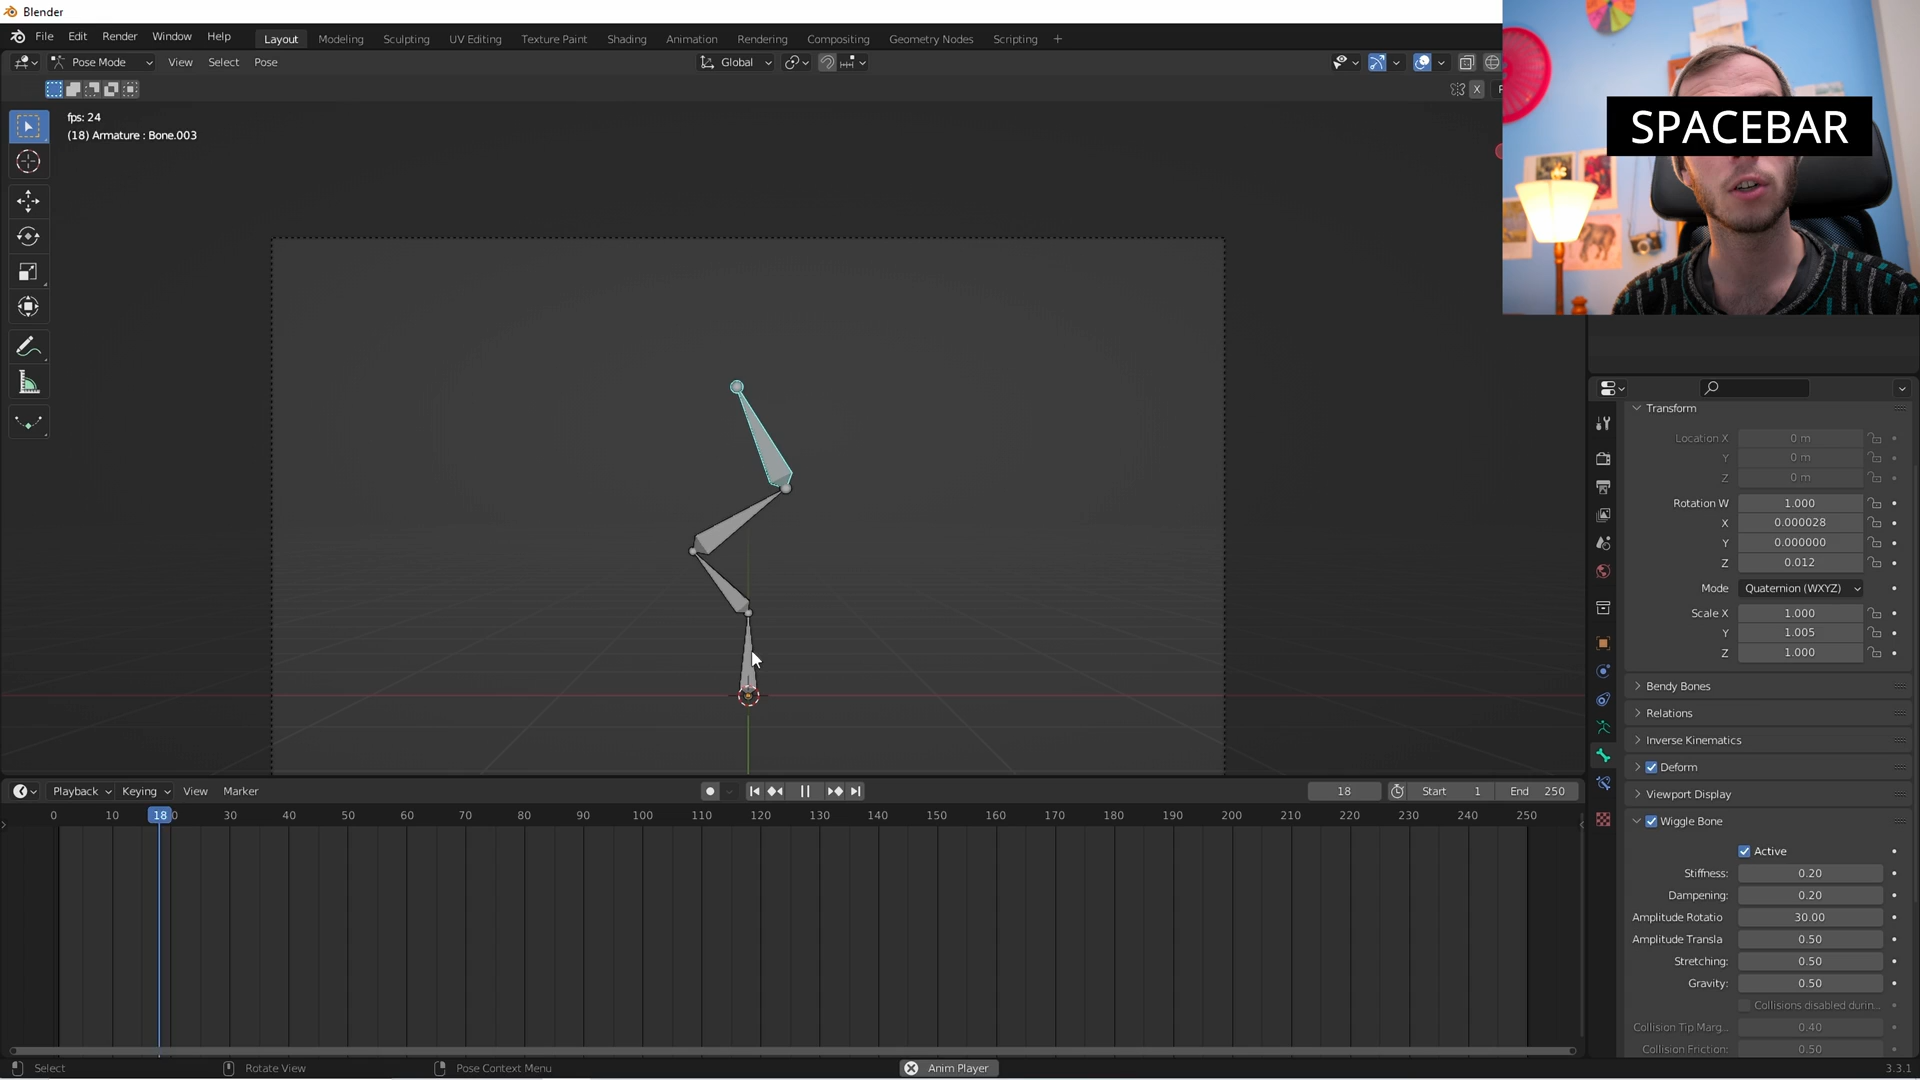 Blender
File Edit Render Window Help Layout Modeling Sculpting UV Editing Texture Paint Shading Animation Rendering Compositing Geometry Nodes Scripting +
Pose Mode View Select Pose Global
X
fps: 24
(18) Armature : Bone.003
SPACEBAR
Transform
Location X 0 m
Y 0 m
Z 0 m
Rotation W 1.000
X 0.000028
Y 0.000000
Z 0.012
Mode Quaternion (WXYZ)
Scale X 1.000
Y 1.005
Z 1.000
Bendy Bones
Relations
Inverse Kinematics
Deform
Viewport Display
Wiggle Bone
Active
Stiffness: 0.20
Dampening: 0.20
Amplitude Rotatio 30.00
Amplitude Transla 0.50
Stretching: 0.50
Gravity: 0.50
Collisions disabled durin...
Collision Tip Marg... 0.40
Collision Friction: 0.50
Playback Keying View Marker 18 Start 1 End 250
0 10 18 0 30 40 50 60 70 80 90 100 110 120 130 140 150 160 170 180 190 200 210 220 230 240 250
Select Rotate View Pose Context Menu Anim Player 3.3.1